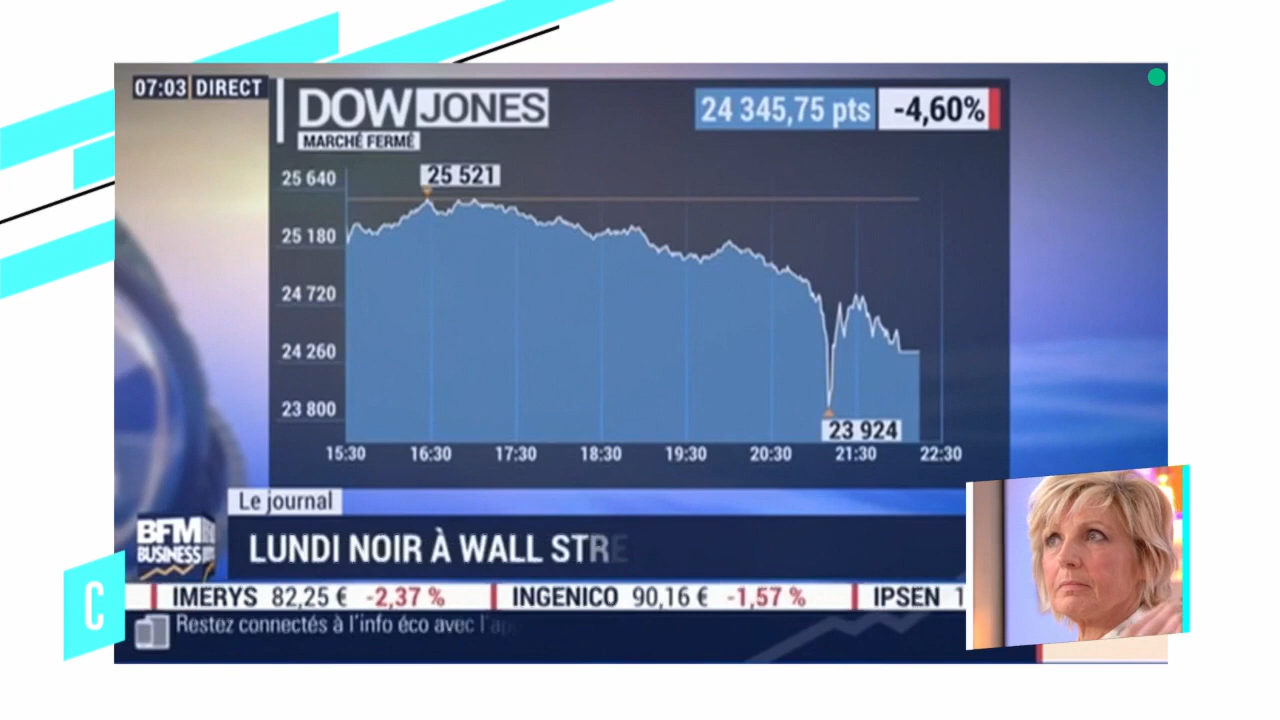 07:03 DIRECT
DOW JONES
24 345,75 pts -4,60%
MARCHÉ FERMÉ
25 521
25 640
25 180
24 720
24 260
23 800
23 924
15:30 16:30 17:30 18:30 19:30 20:30 21:30 22:30
Le journal
BFM
BUSINESS
LUNDI NOIR À WALL STRE
IMERYS 82,25 € -2,37 % INGENICO 90,16 € -1,57 % IPSEN 1
Restez connectés à l'info éco avec l'ap
C